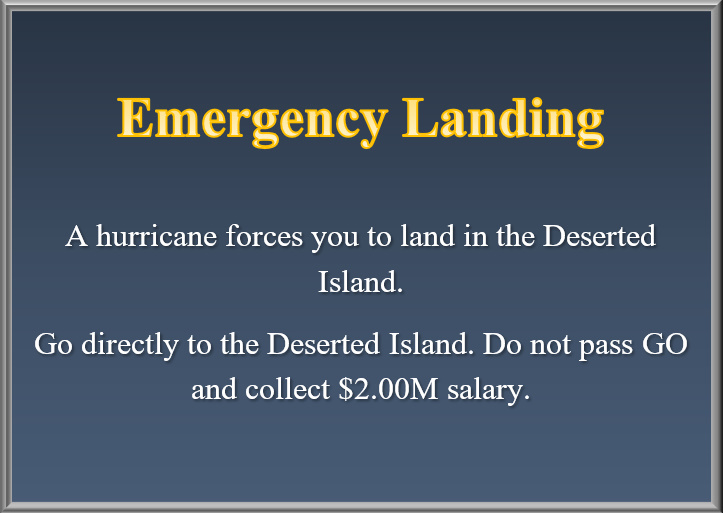 Emergency Landing
A hurricane forces you to land in the Deserted
Island.
Go directly to the Deserted Island. Do not pass GO
and collect $2.00M salary.